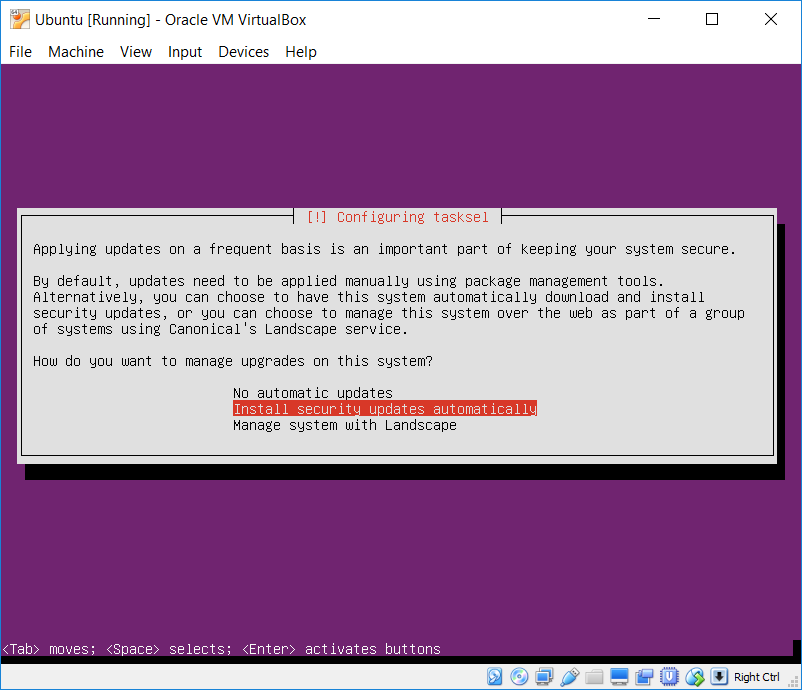 Ubuntu [Running] - Oracle VM VirtualBox
File Machine View Input Devices Help
[!] Configuring tasksel
Applying updates on a frequent basis is an important part of keeping your system secure.
By default, updates need to be applied manually using package management tools.
Alternatively, you can choose to have this system automatically download and install
security updates, or you can choose to manage this system over the web as part of a group
of systems using Canonical's Landscape service.
How do you want to manage upgrades on this system?
No automatic updates
Install security updates automatically
Manage system with Landscape
<Tab> moves; <Space> selects; <Enter> activates buttons
Right Ctrl